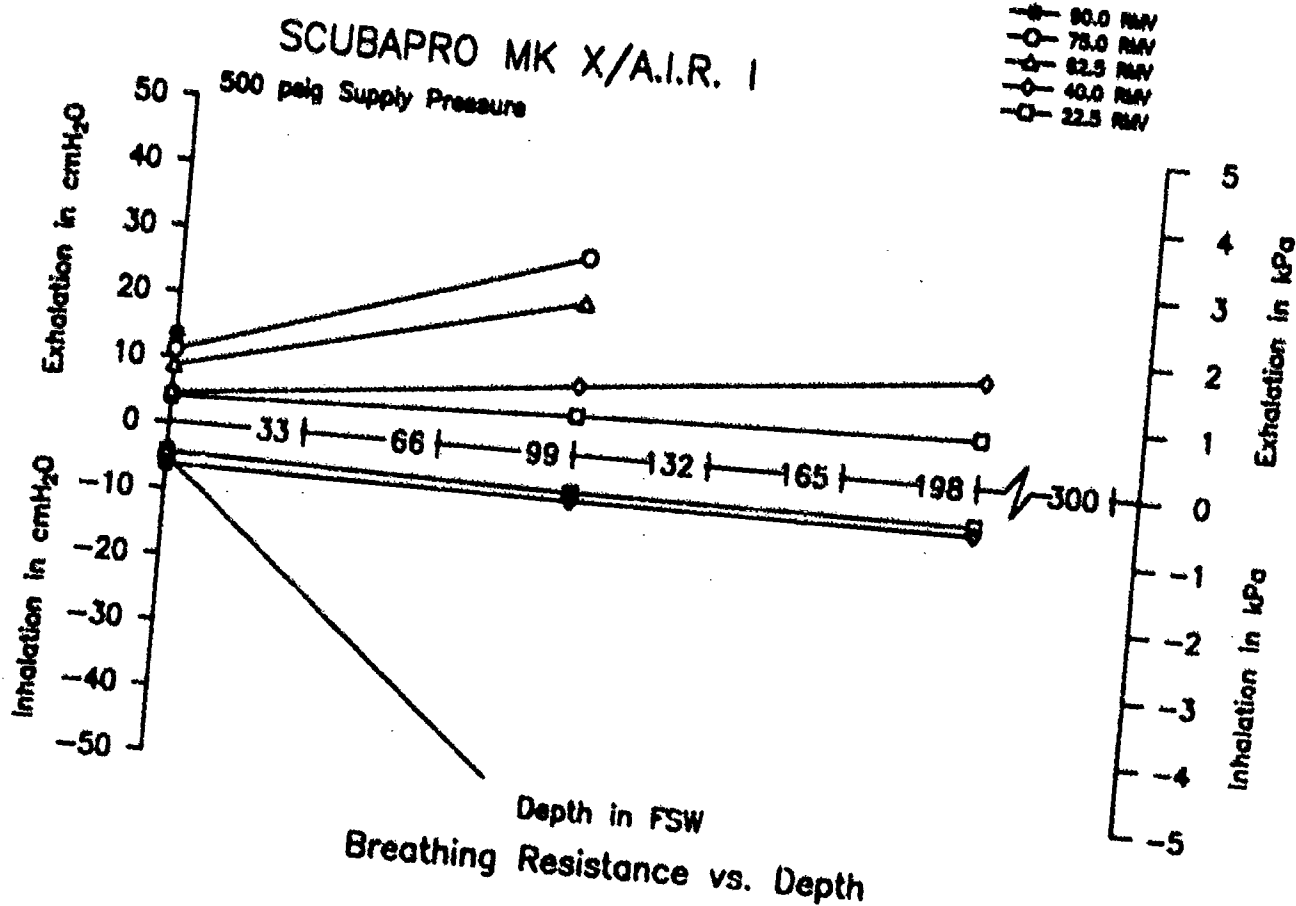 SCUBAPRO MK X/A.I.R. I
500 psig Supply Pressure
90.0 RMV
75.0 RMV
62.5 RMV
40.0 RMV
22.5 RMV
Exhalation in cmH₂O
Inhalation in cmH₂O
50
40
30
20
10
0
-10
-20
-30
-40
-50
33 66 99 132 165 198 300
5
4
3
2
1
0
-1
-2
-3
-4
-5
Exhalation in kPa
Inhalation in kPa
Depth in FSW
Breathing Resistance vs. Depth